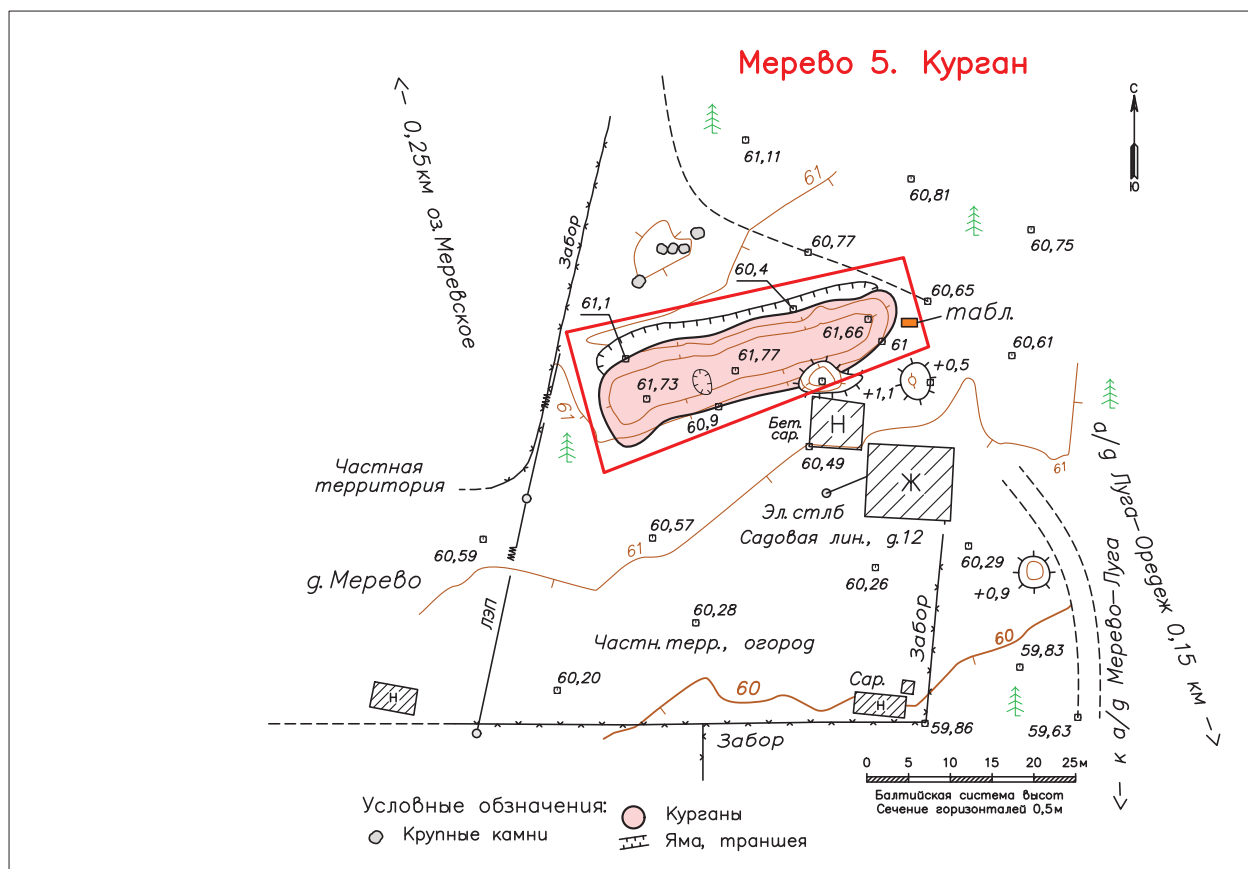 Мерево 5. Курган
С
Ю
<— 0,25км оз. Меревское
Забор
61,11
61
60,81
60,75
60,77
60,4
60,65
61,1
табл.
61,66
61
60,61
61,77
+0,5
61,73
+1,1
61
60,9
Бет.
сар.
Н
60,49
61
Ж
Частная
территория
Эл. стлб
Садовая лин., д.12
60,57
61
60,59
60,29
60,26
+0,9
д. Мерево
ЛЭП
60,28
Частн. терр., огород
Забор
60
59,83
60,20
60
Сар.
Н
Н
59,86
59,63
Забор
а/д Луга—Оредеж 0,15 км —>
<— к а/д Мерево—Луга
0 5 10 15 20 25 м
Балтийская система высот
Сечение горизонталей 0,5м
Условные обзначения:
Крупные камни
Курганы
Яма, траншея